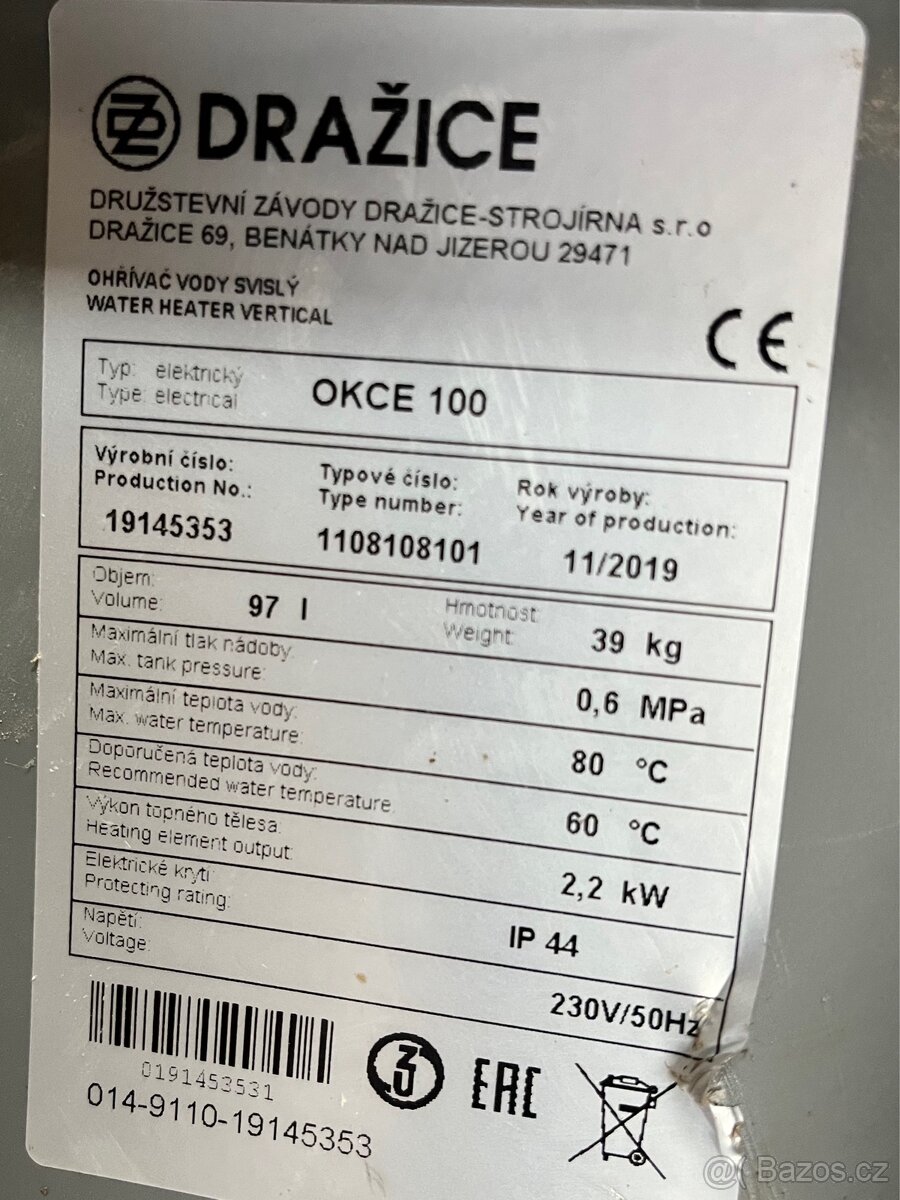 DRAŽICE
DRUŽSTEVNÍ ZÁVODY DRAŽICE-STROJÍRNA s.r.o
DRAŽICE 69, BENÁTKY NAD JIZEROU 29471
OHŘÍVAČ VODY SVISLÝ
WATER HEATER VERTICAL
CE
Typ: elektrický
Type: electrical
OKCE 100
Výrobní číslo:
Production No.:
19145353
Typové číslo:
Type number:
1108108101
Rok výroby:
Year of production:
11/2019
Objem:
Volume:
97 l
Hmotnost:
Weight:
39 kg
Maximální tlak nádoby:
Max. tank pressure:
0,6 MPa
Maximální teplota vody:
Max. water temperature:
80 °C
Doporučená teplota vody:
Recommended water temperature:
60 °C
Výkon topného tělesa:
Heating element output:
2,2 kW
Elektrické krytí:
Protecting rating:
IP 44
Napětí:
Voltage:
230V/50Hz
0191453531
014-9110-19145353
EAC
@ Bazos.cz